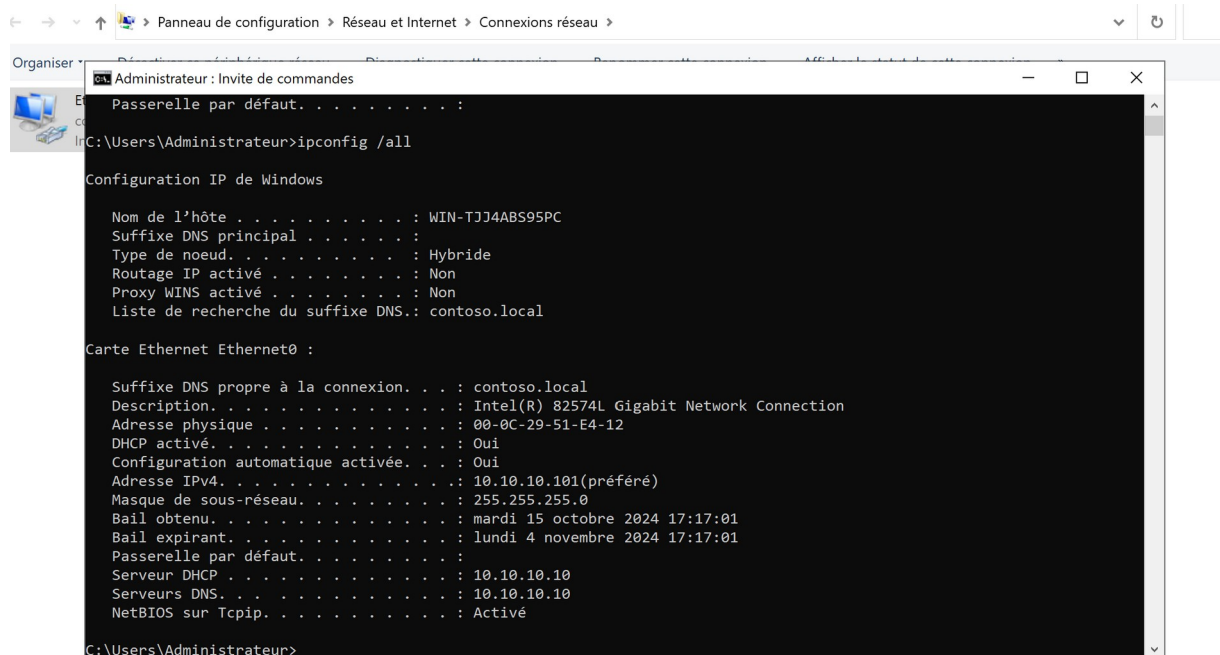 Panneau de configuration > Réseau et Internet > Connexions réseau >
Organiser
Administrateur : Invite de commandes
Passerelle par défaut. . . . . . . . . :
C:\Users\Administrateur>ipconfig /all
Configuration IP de Windows
Nom de l’hôte . . . . . . . . . . : WIN-TJJ4ABS95PC
Suffixe DNS principal . . . . . . :
Type de noeud. . . . . . . . . .  : Hybride
Routage IP activé . . . . . . . . : Non
Proxy WINS activé . . . . . . . . : Non
Liste de recherche du suffixe DNS.: contoso.local
Carte Ethernet Ethernet0 :
Suffixe DNS propre à la connexion. . . : contoso.local
Description. . . . . . . . . . . . . . : Intel(R) 82574L Gigabit Network Connection
Adresse physique . . . . . . . . . . . : 00-0C-29-51-E4-12
DHCP activé. . . . . . . . . . . . . . : Oui
Configuration automatique activée. . . : Oui
Adresse IPv4. . . . . . . . . . . . . .: 10.10.10.101(préféré)
Masque de sous-réseau. . . . . . . . . : 255.255.255.0
Bail obtenu. . . . . . . . . . . . . . : mardi 15 octobre 2024 17:17:01
Bail expirant. . . . . . . . . . . . . : lundi 4 novembre 2024 17:17:01
Passerelle par défaut. . . . . . . . . :
Serveur DHCP . . . . . . . . . . . . . : 10.10.10.10
Serveurs DNS. . .  . . . . . . . . . . : 10.10.10.10
NetBIOS sur Tcpip. . . . . . . . . . . : Activé
C:\Users\Administrateur>